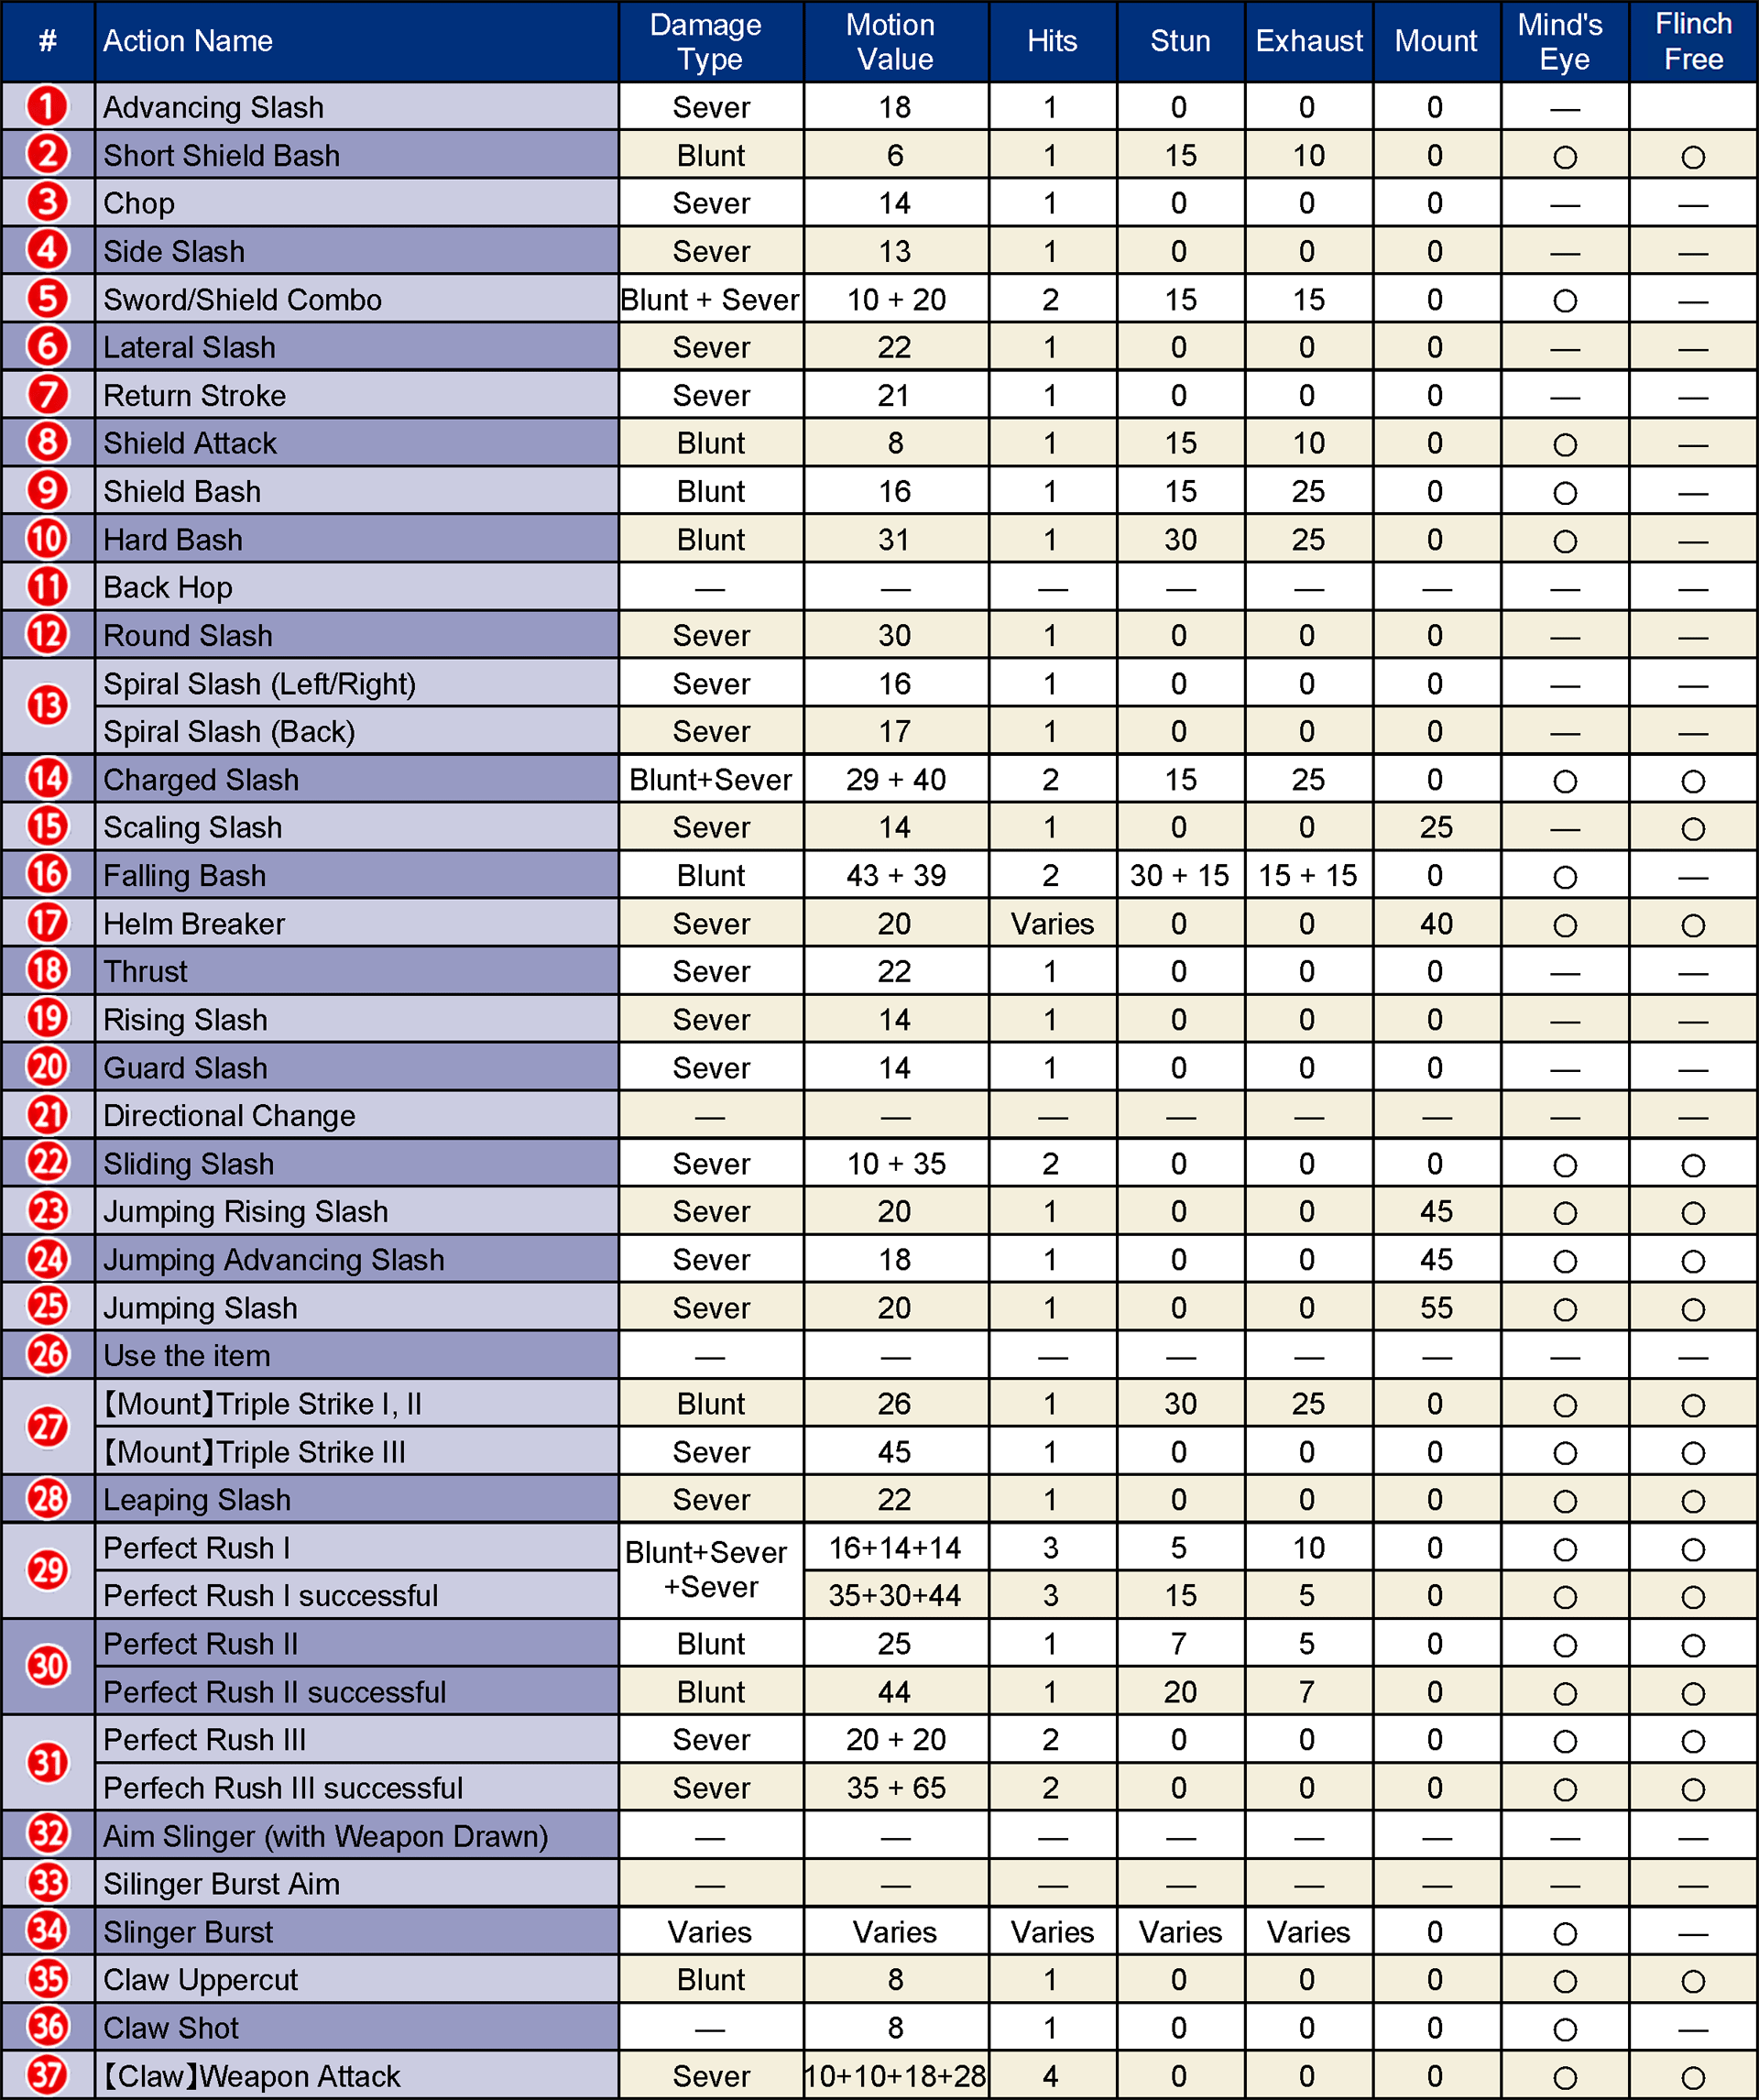 # Action Name Damage Type Motion Value Hits Stun Exhaust Mount Mind's Eye Flinch Free
1 Advancing Slash Sever 18 1 0 0 0 —
2 Short Shield Bash Blunt 6 1 15 10 0 ○ ○
3 Chop Sever 14 1 0 0 0 — —
4 Side Slash Sever 13 1 0 0 0 — —
5 Sword/Shield Combo Blunt + Sever 10 + 20 2 15 15 0 ○ —
6 Lateral Slash Sever 22 1 0 0 0 — —
7 Return Stroke Sever 21 1 0 0 0 — —
8 Shield Attack Blunt 8 1 15 10 0 ○ —
9 Shield Bash Blunt 16 1 15 25 0 ○ —
10 Hard Bash Blunt 31 1 30 25 0 ○ —
11 Back Hop — — — — — — — —
12 Round Slash Sever 30 1 0 0 0 — —
13 Spiral Slash (Left/Right) Sever 16 1 0 0 0 — —
Spiral Slash (Back) Sever 17 1 0 0 0 — —
14 Charged Slash Blunt+Sever 29 + 40 2 15 25 0 ○ ○
15 Scaling Slash Sever 14 1 0 0 25 — ○
16 Falling Bash Blunt 43 + 39 2 30 + 15 15 + 15 0 ○ —
17 Helm Breaker Sever 20 Varies 0 0 40 ○ ○
18 Thrust Sever 22 1 0 0 0 — —
19 Rising Slash Sever 14 1 0 0 0 — —
20 Guard Slash Sever 14 1 0 0 0 — —
21 Directional Change — — — — — — — —
22 Sliding Slash Sever 10 + 35 2 0 0 0 ○ ○
23 Jumping Rising Slash Sever 20 1 0 0 45 ○ ○
24 Jumping Advancing Slash Sever 18 1 0 0 45 ○ ○
25 Jumping Slash Sever 20 1 0 0 55 ○ ○
26 Use the item — — — — — — — —
27 【Mount】Triple Strike I, II Blunt 26 1 30 25 0 ○ ○
【Mount】Triple Strike III Sever 45 1 0 0 0 ○ ○
28 Leaping Slash Sever 22 1 0 0 0 ○ ○
29 Perfect Rush I Blunt+Sever +Sever 16+14+14 3 5 10 0 ○ ○
Perfect Rush I successful 35+30+44 3 15 5 0 ○ ○
30 Perfect Rush II Blunt 25 1 7 5 0 ○ ○
Perfect Rush II successful Blunt 44 1 20 7 0 ○ ○
31 Perfect Rush III Sever 20 + 20 2 0 0 0 ○ ○
Perfech Rush III successful Sever 35 + 65 2 0 0 0 ○ ○
32 Aim Slinger (with Weapon Drawn) — — — — — — — —
33 Silinger Burst Aim — — — — — — — —
34 Slinger Burst Varies Varies Varies Varies Varies 0 ○ —
35 Claw Uppercut Blunt 8 1 0 0 0 ○ ○
36 Claw Shot — 8 1 0 0 0 ○ —
37 【Claw】Weapon Attack Sever 10+10+18+28 4 0 0 0 ○ ○